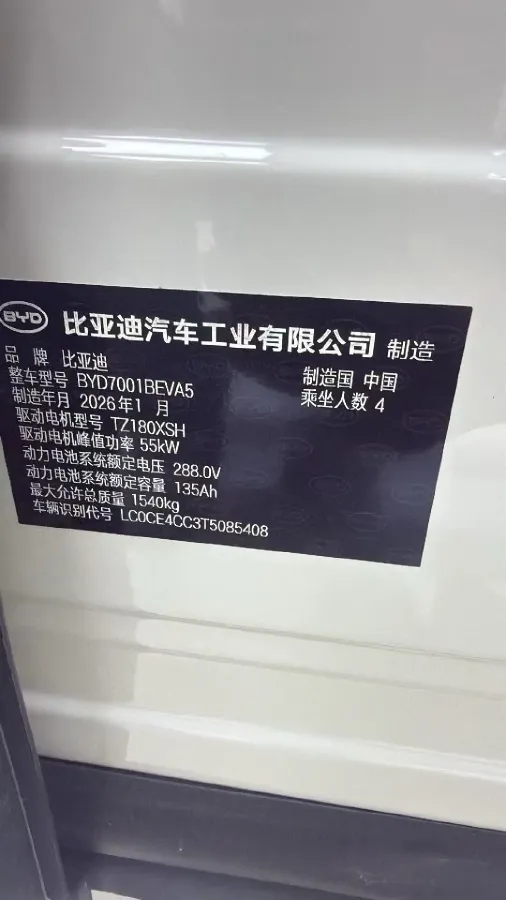 BYD 比亚迪汽车工业有限公司 制造
品 牌 比亚迪
制造国 中国
整车型号 BYD7001BEVA5
乘坐人数 4
制造年月 2026年1 月
驱动电机型号 TZ180XSH
驱动电机峰值功率 55kW
动力电池系统额定电压 288.0V
动力电池系统额定容量 135Ah
最大允许总质量 1540kg
车辆识别代号 LC0CE4CC3T5085408